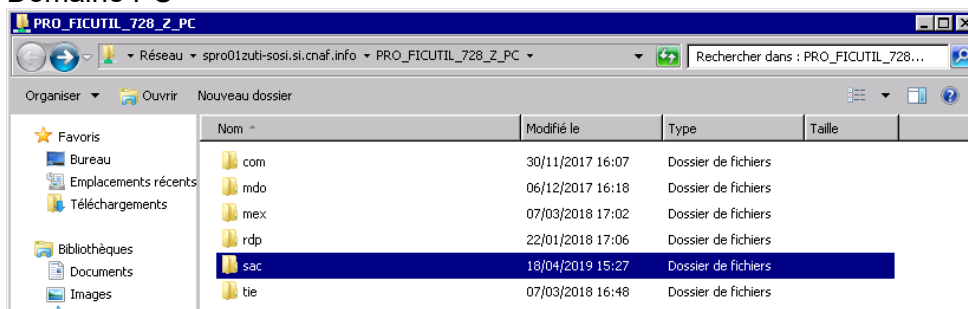 PRO_FICUTIL_728_Z_PC
Réseau spro01zuti-sosi.si.cnaf.info PRO_FICUTIL_728_Z_PC Rechercher dans : PRO_FICUTIL_728...
Organiser Ouvrir Nouveau dossier
Favoris Nom Modifié le Type Taille
Bureau com 30/11/2017 16:07 Dossier de fichiers
Emplacements récents mdo 06/12/2017 16:18 Dossier de fichiers
Téléchargements mex 07/03/2018 17:02 Dossier de fichiers
rdp 22/01/2018 17:06 Dossier de fichiers
Bibliothèques sac 18/04/2019 15:27 Dossier de fichiers
Documents
Images tie 07/03/2018 16:48 Dossier de fichiers